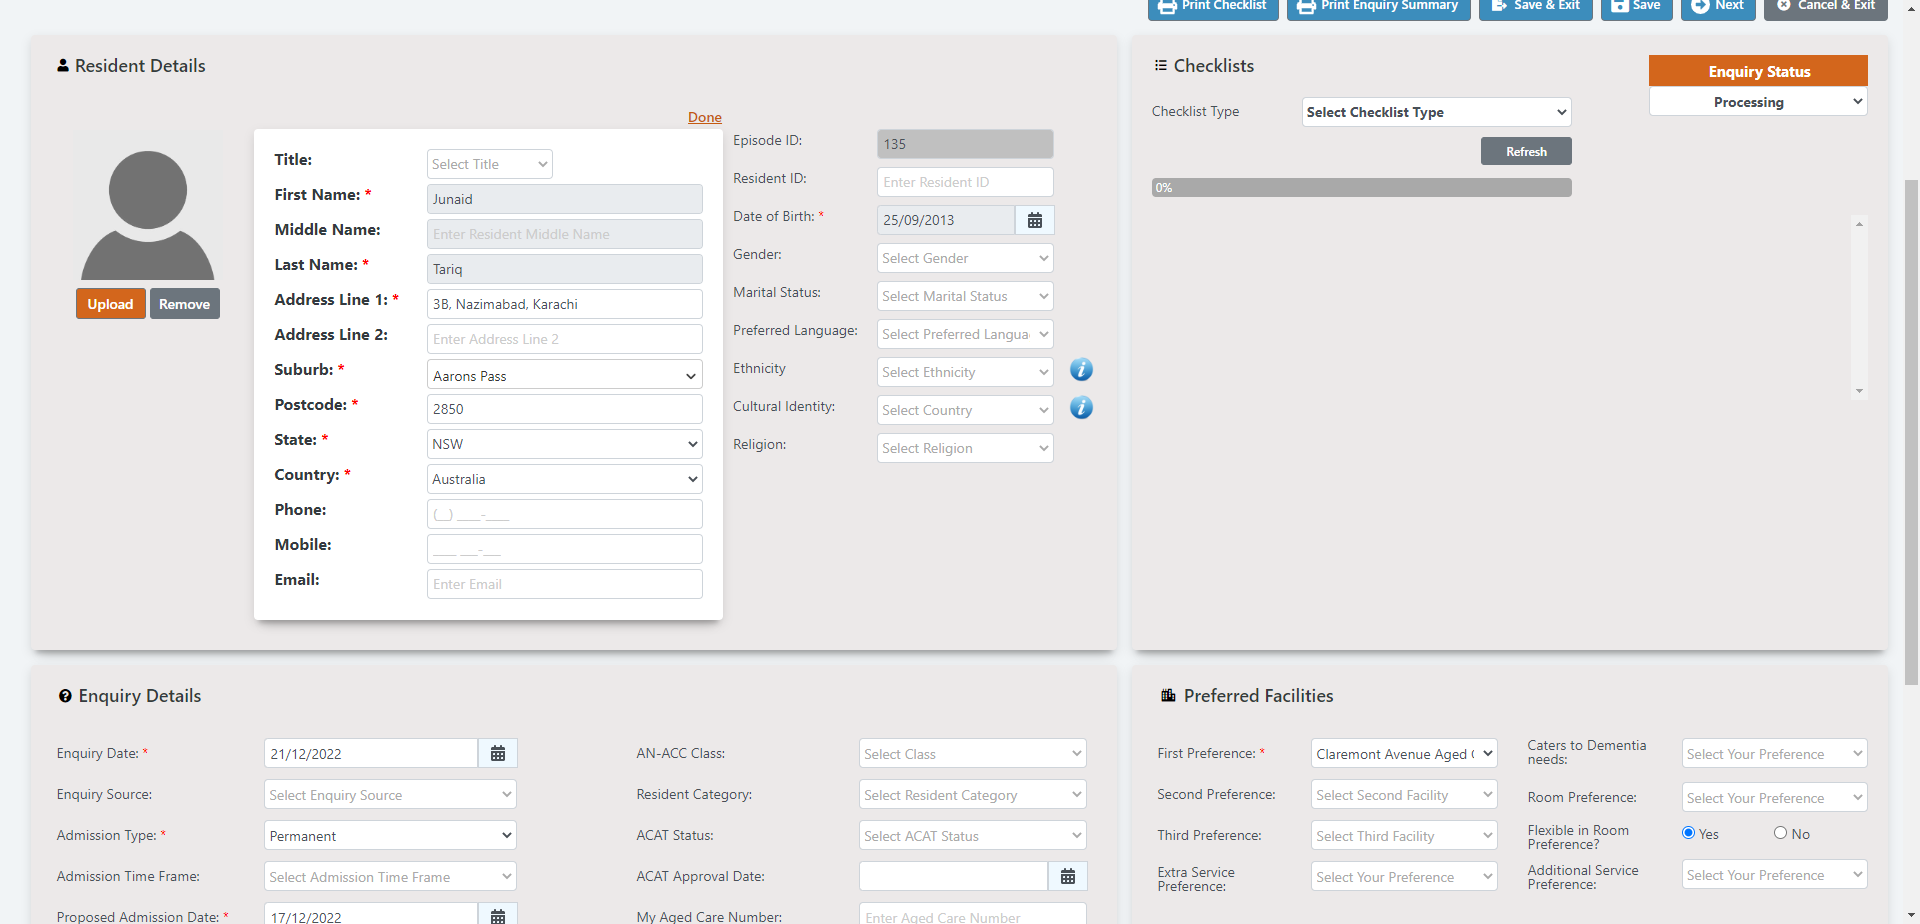 Print Checklist
Print Enquiry Summary
Save & Exit
Save
Next
Cancel & Exit
Resident Details
Done
Upload
Remove
Title: Select Title
First Name: * Junaid
Middle Name: Enter Resident Middle Name
Last Name: * Tariq
Address Line 1: * 3B, Nazimabad, Karachi
Address Line 2: Enter Address Line 2
Suburb: * Aarons Pass
Postcode: * 2850
State: * NSW
Country: * Australia
Phone: (__) ____-____
Mobile: ____ ___-___
Email: Enter Email
Episode ID: 135
Resident ID: Enter Resident ID
Date of Birth: * 25/09/2013
Gender: Select Gender
Marital Status: Select Marital Status
Preferred Language: Select Preferred Langua
Ethnicity Select Ethnicity
Cultural Identity: Select Country
Religion: Select Religion
Checklists
Enquiry Status
Processing
Checklist Type Select Checklist Type
Refresh
0%
Enquiry Details
Enquiry Date: * 21/12/2022
Enquiry Source: Select Enquiry Source
Admission Type: * Permanent
Admission Time Frame: Select Admission Time Frame
Proposed Admission Date: * 17/12/2022
AN-ACC Class: Select Class
Resident Category: Select Resident Category
ACAT Status: Select ACAT Status
ACAT Approval Date:
My Aged Care Number: Enter Aged Care Number
Preferred Facilities
First Preference: * Claremont Avenue Aged C
Second Preference: Select Second Facility
Third Preference: Select Third Facility
Extra Service
Preference: Select Your Preference
Caters to Dementia
needs: Select Your Preference
Room Preference: Select Your Preference
Flexible in Room
Preference? Yes No
Additional Service
Preference: Select Your Preference